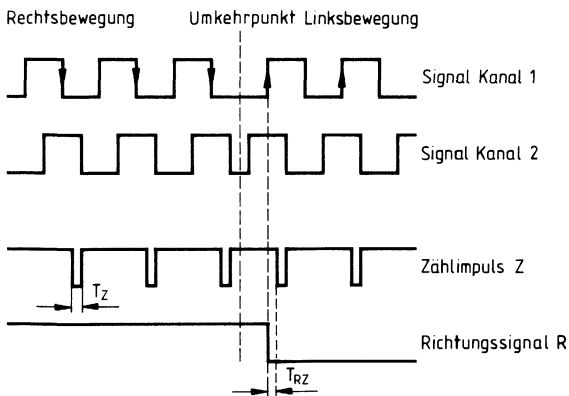 Rechtsbewegung
Umkehrpunkt Linksbewegung
Signal Kanal 1
Signal Kanal 2
Zählimpuls Z
TZ
Richtungssignal R
TRZ